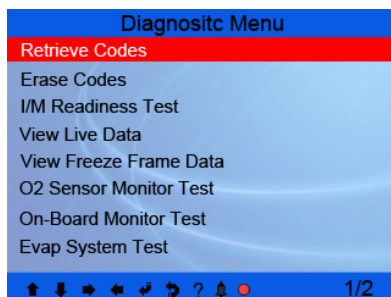 Diagnositc Menu
Retrieve Codes
Erase Codes
I/M Readiness Test
View Live Data
View Freeze Frame Data
O2 Sensor Monitor Test
On-Board Monitor Test
Evap System Test
? 1/2